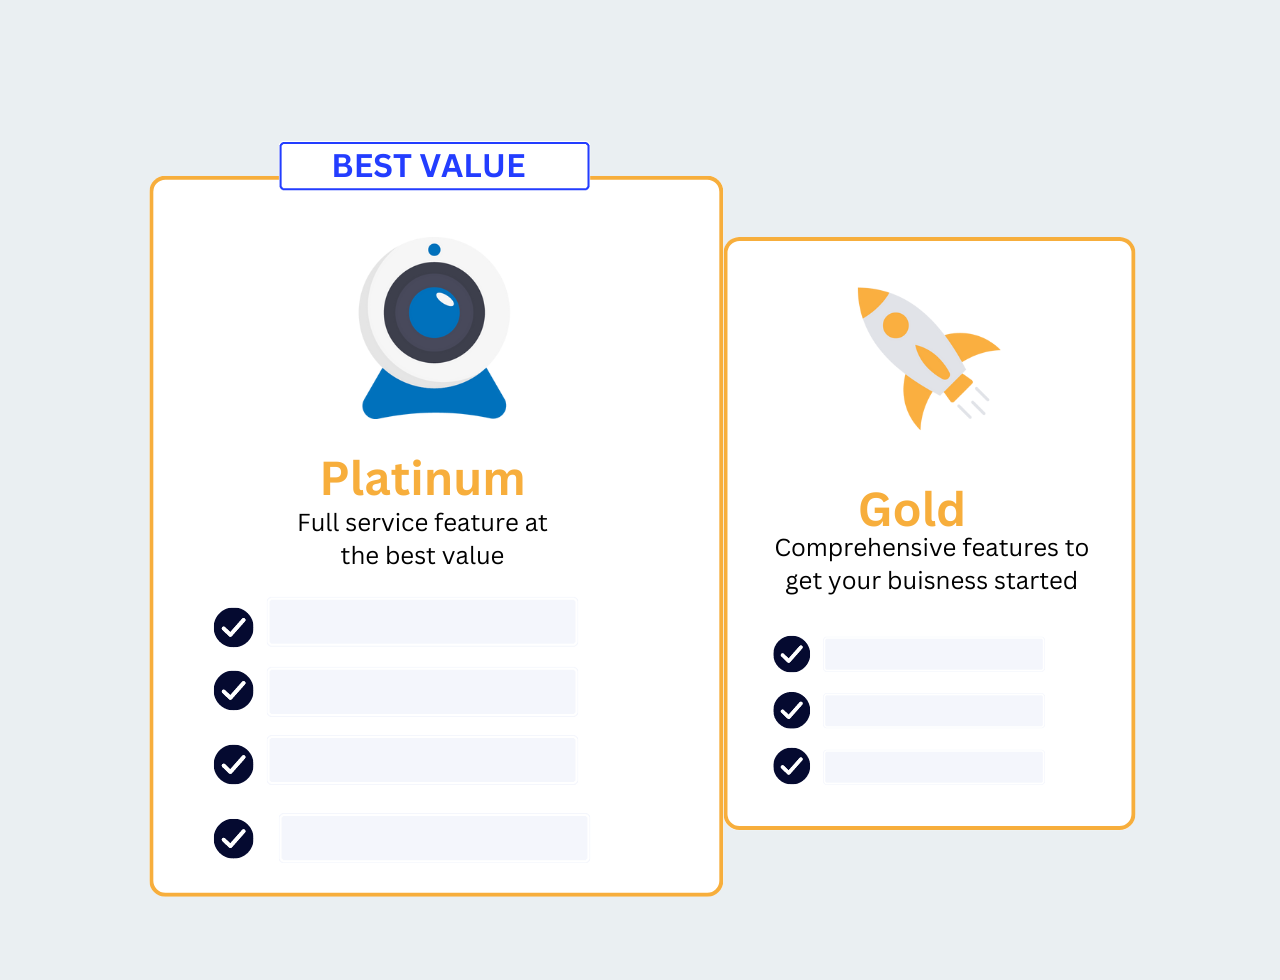 BEST VALUE
Platinum
Full service feature at
the best value
Gold
Comprehensive features to
get your buisness started